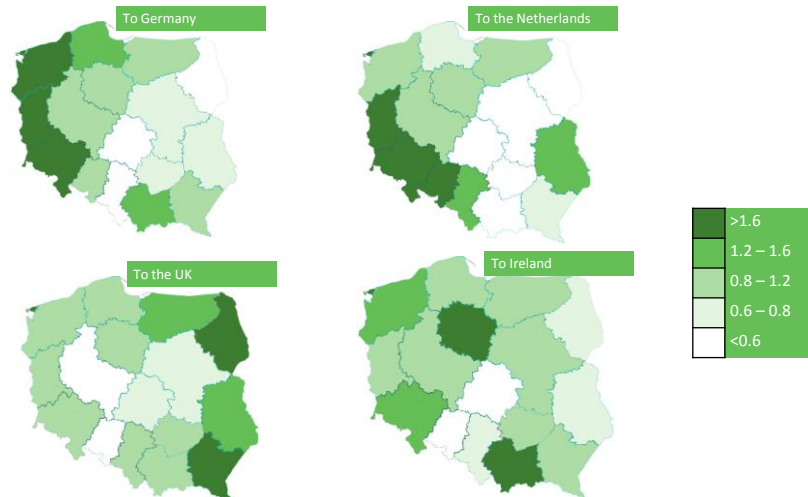 To Germany
To the Netherlands
To the UK
To Ireland
>1.6
1.2 – 1.6
0.8 – 1.2
0.6 – 0.8
<0.6